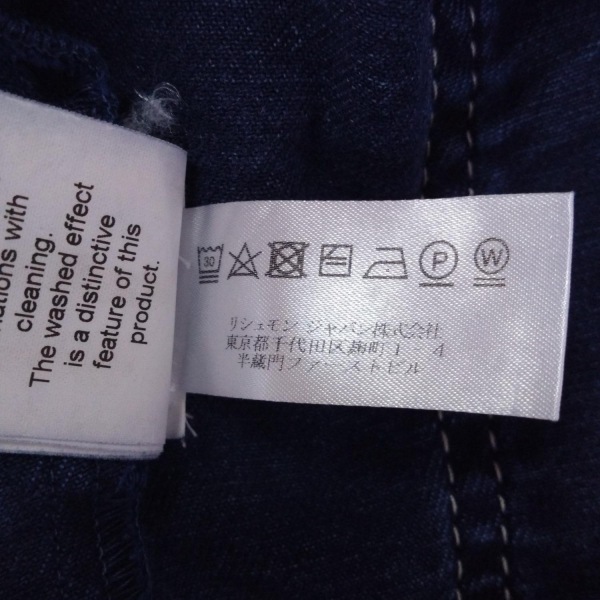 ations with
cleaning.
The washed effect
is a distinctive
feature of this
product.
30
P
W
リシェモン ジャパン株式会社
東京都千代田区麹町1-4
半蔵門ファーストビル